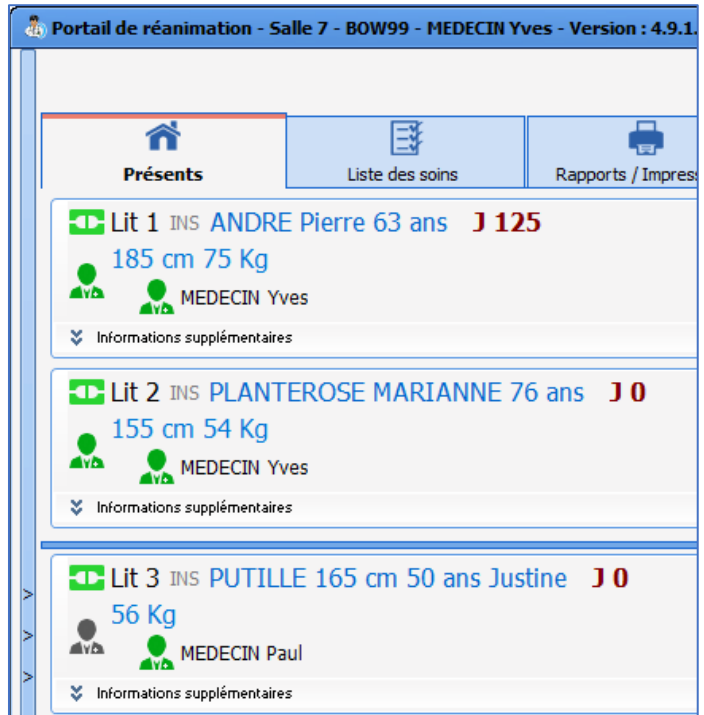 Portail de réanimation - Salle 7 - BOW99 - MEDECIN Yves - Version : 4.9.1.
Présents
Liste des soins
Rapports / Impress
Lit 1 INS ANDRE Pierre 63 ans J 125
185 cm 75 Kg
MEDECIN Yves
Informations supplémentaires
Lit 2 INS PLANTEROSE MARIANNE 76 ans J 0
155 cm 54 Kg
MEDECIN Yves
Informations supplémentaires
Lit 3 INS PUTILLE 165 cm 50 ans Justine J 0
56 Kg
MEDECIN Paul
Informations supplémentaires
>
>
>